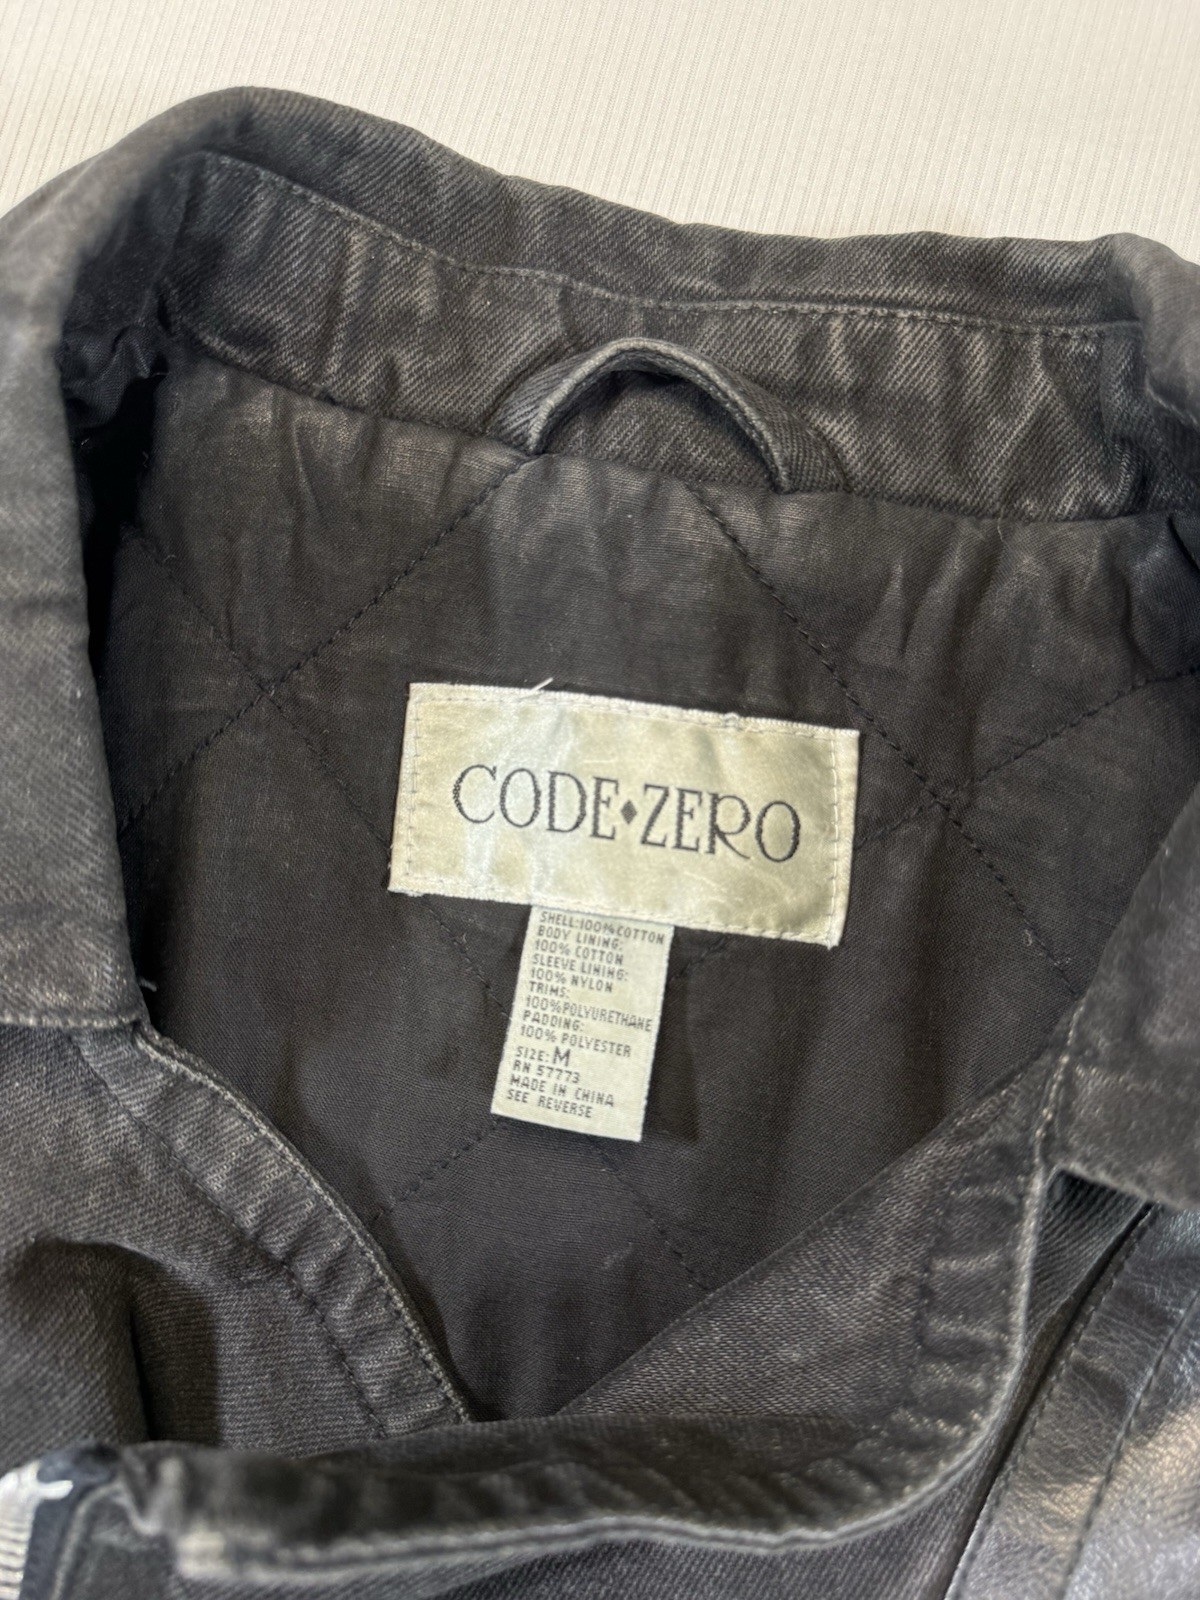 CODE♦ZERO
SHELL:100%COTTON
BODY LINING:
100% COTTON
SLEEVE LINING:
100% NYLON
TRIMS:
100%POLYURETHANE
PADDING:
100% POLYESTER
SIZE: M
RN 57773
MADE IN CHINA
SEE REVERSE